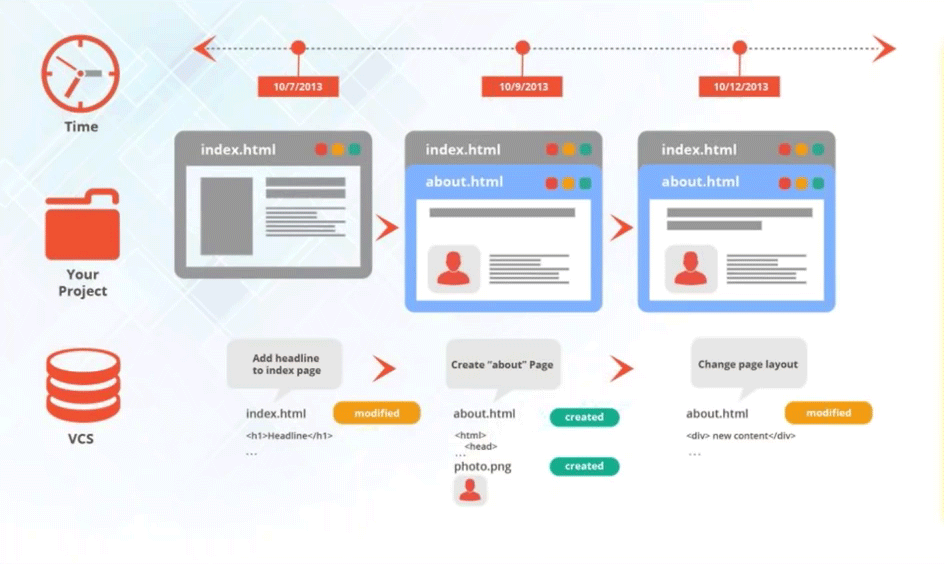 10/7/2013
10/9/2013
10/12/2013
Time
index.html
index.html
about.html
index.html
about.html
Your
Project
Add headline
to index page
Create "about" Page
Change page layout
index.html
modified
<h1>Headline</h1>
...
about.html
created
<html>
<head>
...
photo.png
created
about.html
modified
<div> new content</div>
...
VCS